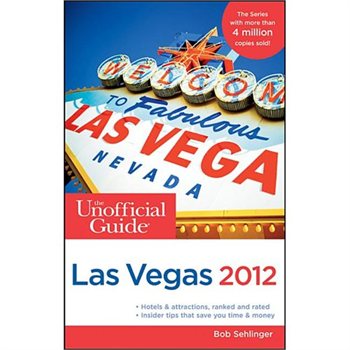 The Series
with more than
4 million
copies sold!
WELCOME
TO Fabulous
LAS VEGAS
NEVADA
the
Unofficial
Guide®
Las Vegas 2012
• Hotels & attractions, ranked and rated
• Insider tips that save you time & money
Bob Sehlinger